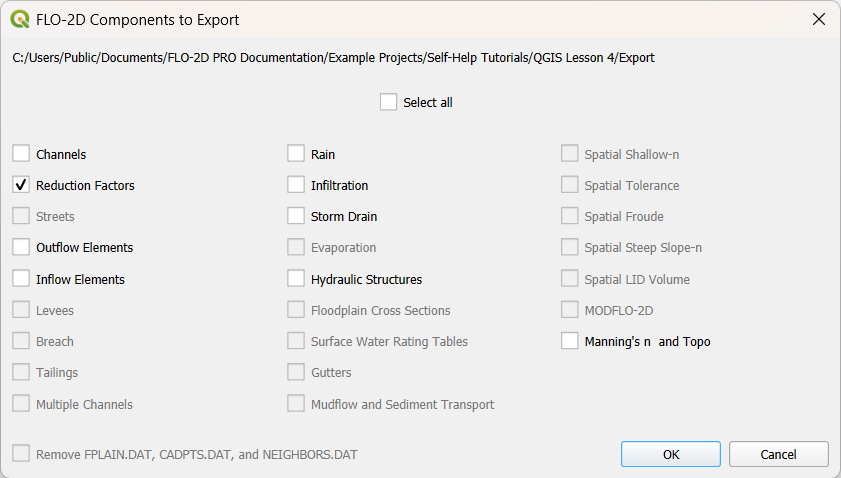 FLO-2D Components to Export
C:/Users/Public/Documents/FLO-2D PRO Documentation/Example Projects/Self-Help Tutorials/QGIS Lesson 4/Export
Select all
Channels
Reduction Factors
Streets
Outflow Elements
Inflow Elements
Levees
Breach
Tailings
Multiple Channels
Rain
Infiltration
Storm Drain
Evaporation
Hydraulic Structures
Floodplain Cross Sections
Surface Water Rating Tables
Gutters
Mudflow and Sediment Transport
Spatial Shallow-n
Spatial Tolerance
Spatial Froude
Spatial Steep Slope-n
Spatial LID Volume
MODFLO-2D
Manning's n  and Topo
Remove FPLAIN.DAT, CADPTS.DAT, and NEIGHBORS.DAT
OK
Cancel